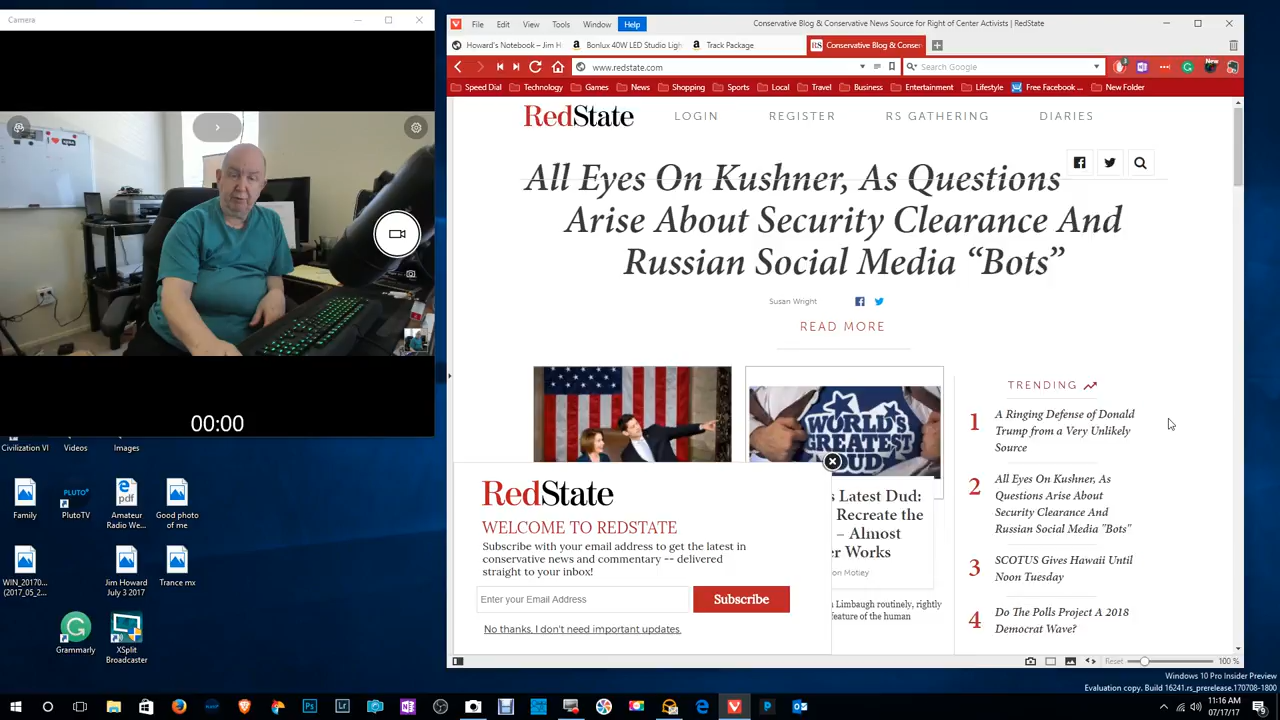 Camera
00:00
Civilization VI
Videos
Images
Family
PLUTO
PlutoTV
pdf
Amateur
Radio We...
Good photo
of me
WIN_20170...
(2017_05_2...
Jim Howard
July 3 2017
Trance mx
Grammarly
XSplit
Broadcaster
File Edit View Tools Window Help
Conservative Blog & Conservative News Source for Right of Center Activists | RedState
Howard's Notebook – Jim H
Bonlux 40W LED Studio Ligh
Track Package
RS Conservative Blog & Conser
www.redstate.com
Search Google
New
Speed Dial Technology Games News Shopping Sports Local Travel Business Entertainment Lifestyle Free Facebook ... New Folder
RedState LOGIN REGISTER RS GATHERING DIARIES
All Eyes On Kushner, As Questions
Arise About Security Clearance And
Russian Social Media “Bots”
Susan Wright
READ MORE
WORLD'S
GREATEST
DUD!
s Latest Dud:
Recreate the
– Almost
er Works
on Motley
Limbaugh routinely, rightly
feature of the human
RedState
WELCOME TO REDSTATE
Subscribe with your email address to get the latest in
conservative news and commentary -- delivered
straight to your inbox!
Enter your Email Address
Subscribe
No thanks, I don't need important updates.
TRENDING
1 A Ringing Defense of Donald
Trump from a Very Unlikely
Source
2 All Eyes On Kushner, As
Questions Arise About
Security Clearance And
Russian Social Media "Bots"
3 SCOTUS Gives Hawaii Until
Noon Tuesday
4 Do The Polls Project A 2018
Democrat Wave?
Reset 100 %
Windows 10 Pro Insider Preview
Evaluation copy. Build 16241.rs_prerelease.170708-1800
11:16 AM
07/17/17